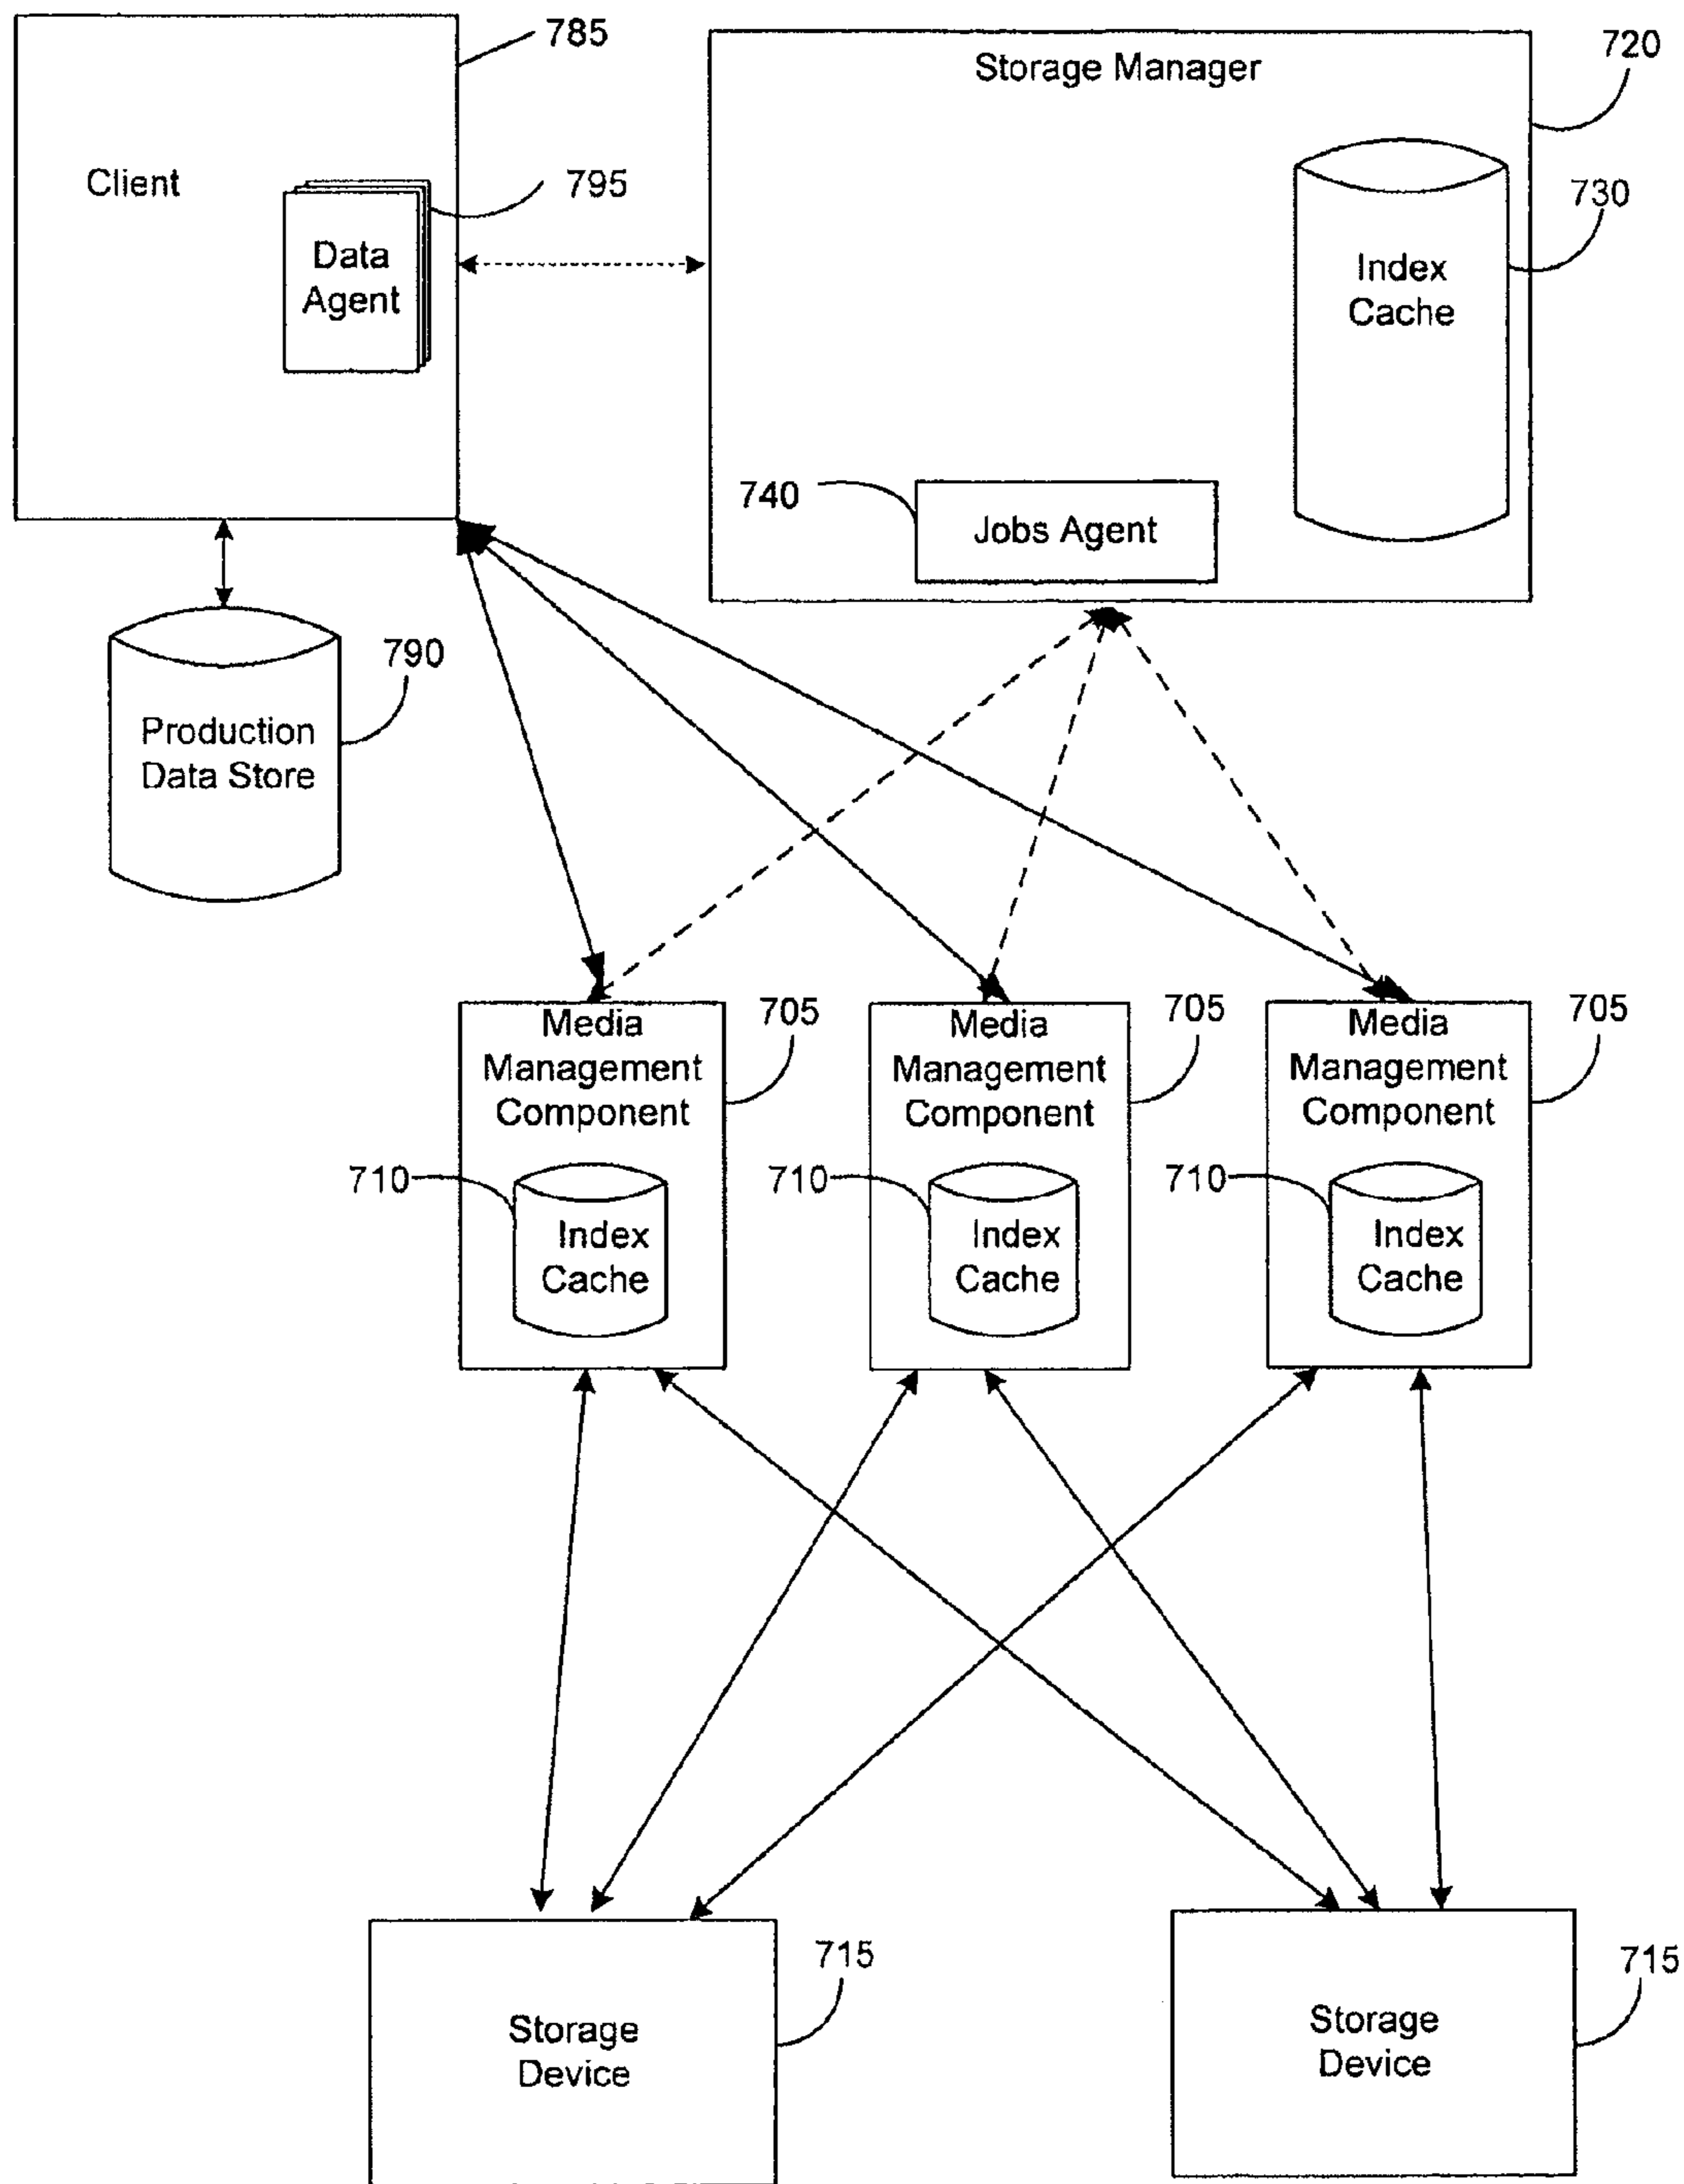 785
Client
795
Data
Agent
Storage Manager
720
730
Index
Cache
740
Jobs Agent
790
Production
Data Store
Media
Management
Component
705
710
Index
Cache
Media
Management
Component
705
710
Index
Cache
Media
Management
Component
705
710
Index
Cache
Storage
Device
715
Storage
Device
715